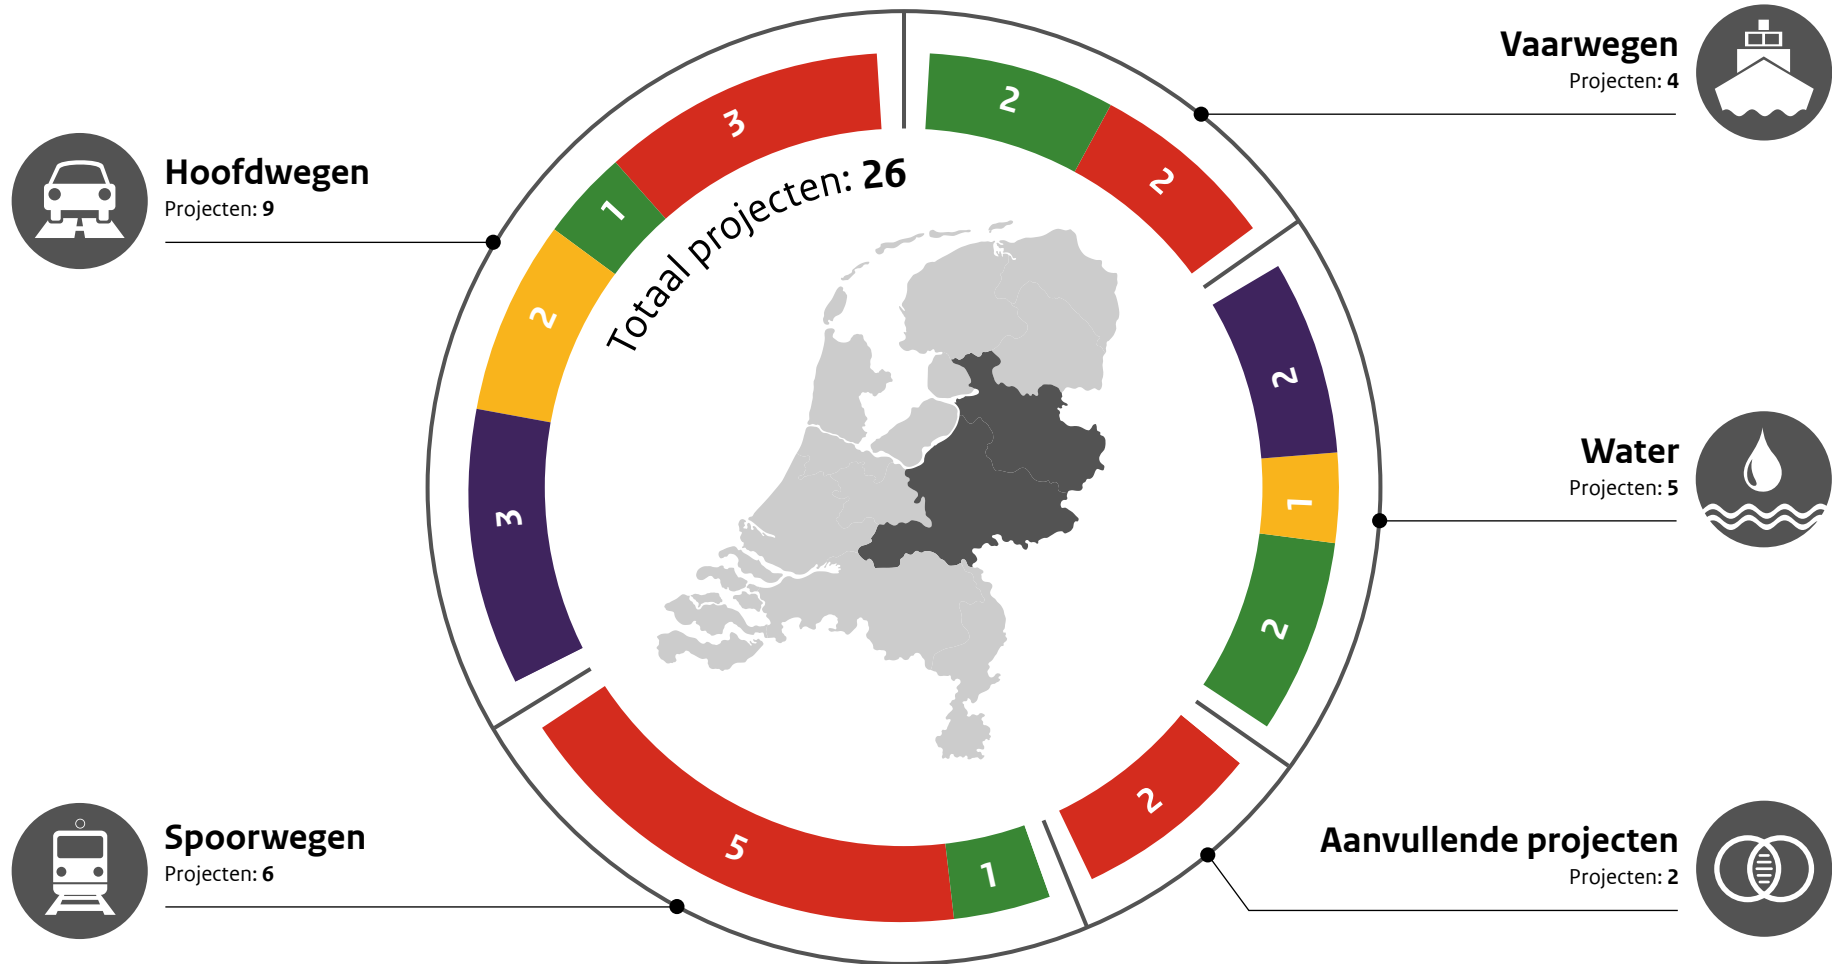 Vaarwegen
Projecten: 4
Hoofdwegen
Projecten: 9
Totaal projecten: 26
Water
Projecten: 5
Spoorwegen
Projecten: 6
Aanvullende projecten
Projecten: 2
2
2
2
1
2
2
1
5
3
2
1
3